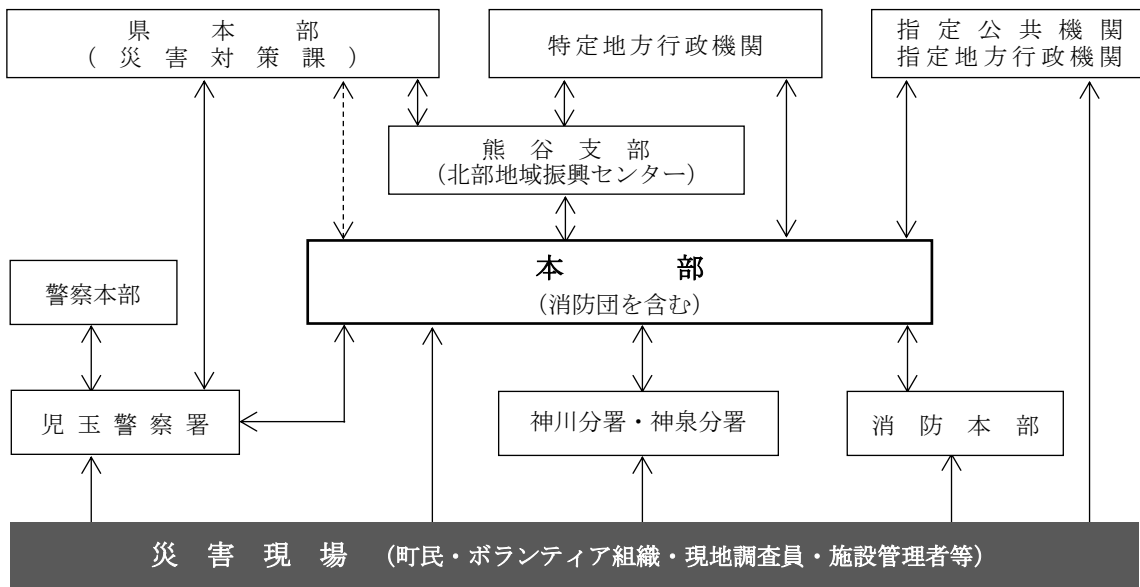 県本部
(災害対策課)
特定地方行政機関
指定公共機関
指定地方行政機関
熊谷支部
(北部地域振興センター)
本部
(消防団を含む)
警察本部
児玉警察署
神川分署・神泉分署
消防本部
災害現場 (町民・ボランティア組織・現地調査員・施設管理者等)